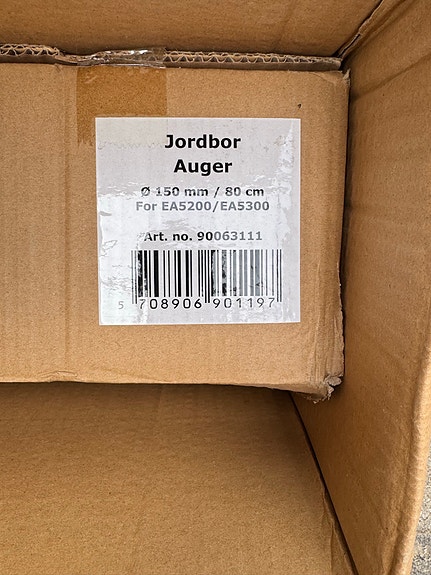 Jordbor
Auger
Ø 150 mm / 80 cm
For EA5200/EA5300
Art. no. 90063111
5 708906 901197